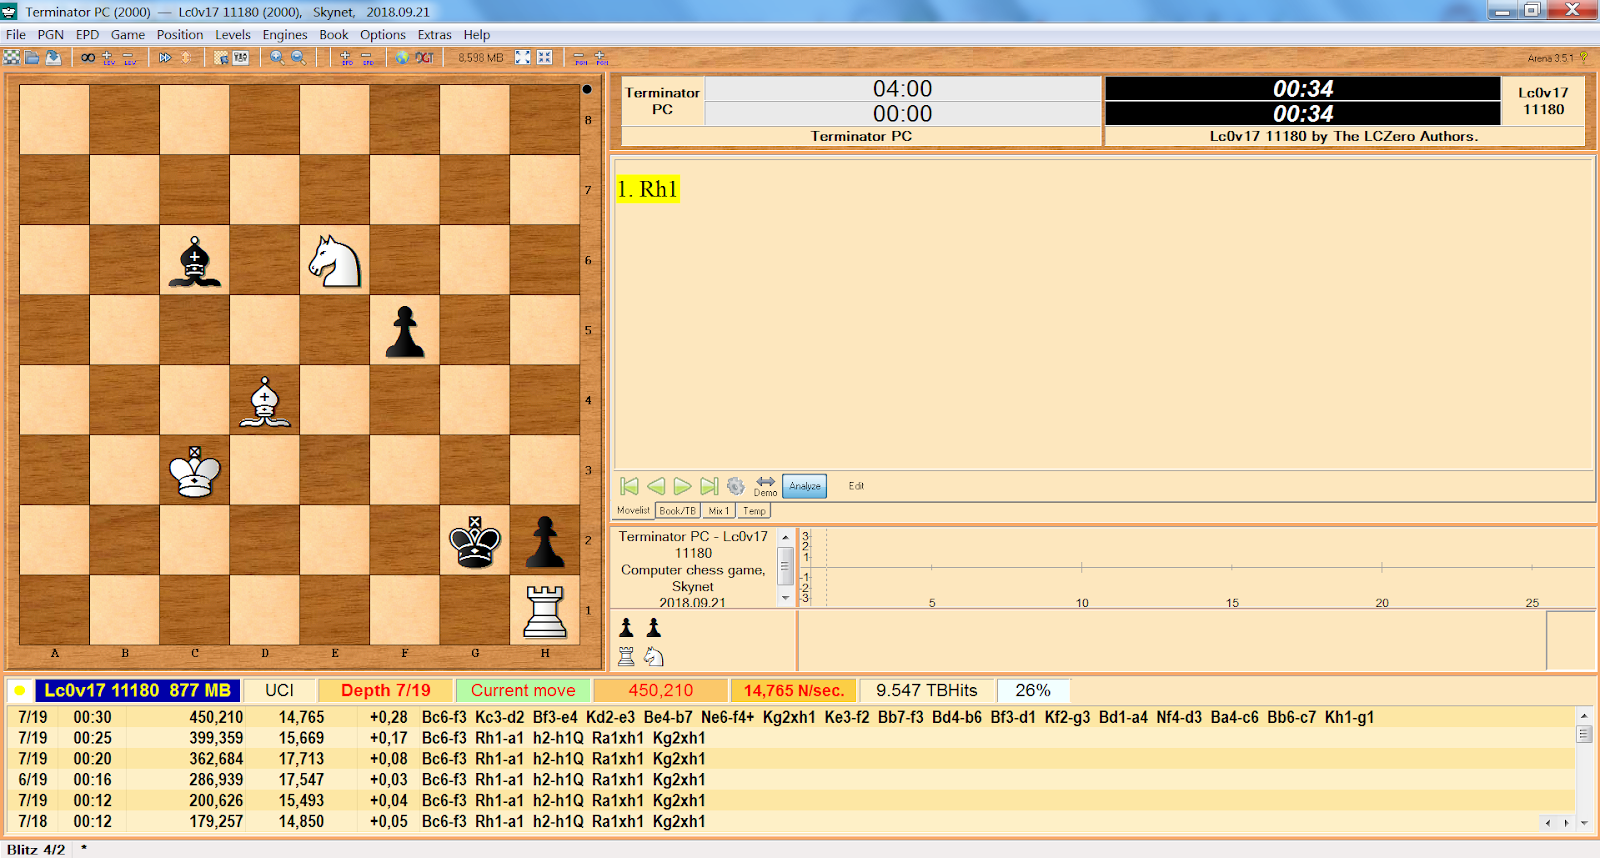 Terminator PC (2000) — Lc0v17 11180 (2000), Skynet, 2018.09.21
File PGN EPD Game Position Levels Engines Book Options Extras Help
8,598 MB
Arena 3.5.1
8
7
6
5
4
3
2
1
A B C D E F G H
Terminator PC
04:00
00:00
00:34
00:34
Lc0v17 11180
Terminator PC
Lc0v17 11180 by The LCZero Authors.
1. Rh1
Demo
Analyze
Edit
Movelist Book/TB Mix 1 Temp
Terminator PC - Lc0v17
11180
Computer chess game,
Skynet
2018.09.21
3
2
1
-1
-2
-3
5 10 15 20 25
Lc0v17 11180 877 MB UCI Depth 7/19 Current move 450,210 14,765 N/sec. 9.547 TBHits 26%
7/19 00:30 450,210 14,765 +0,28 Bc6-f3 Kc3-d2 Bf3-e4 Kd2-e3 Be4-b7 Ne6-f4+ Kg2xh1 Ke3-f2 Bb7-f3 Bd4-b6 Bf3-d1 Kf2-g3 Bd1-a4 Nf4-d3 Ba4-c6 Bb6-c7 Kh1-g1
7/19 00:25 399,359 15,669 +0,17 Bc6-f3 Rh1-a1 h2-h1Q Ra1xh1 Kg2xh1
7/19 00:20 362,684 17,713 +0,08 Bc6-f3 Rh1-a1 h2-h1Q Ra1xh1 Kg2xh1
6/19 00:16 286,939 17,547 +0,03 Bc6-f3 Rh1-a1 h2-h1Q Ra1xh1 Kg2xh1
7/19 00:12 200,626 15,493 +0,04 Bc6-f3 Rh1-a1 h2-h1Q Ra1xh1 Kg2xh1
7/18 00:12 179,257 14,850 +0,05 Bc6-f3 Rh1-a1 h2-h1Q Ra1xh1 Kg2xh1
Blitz 4/2 *